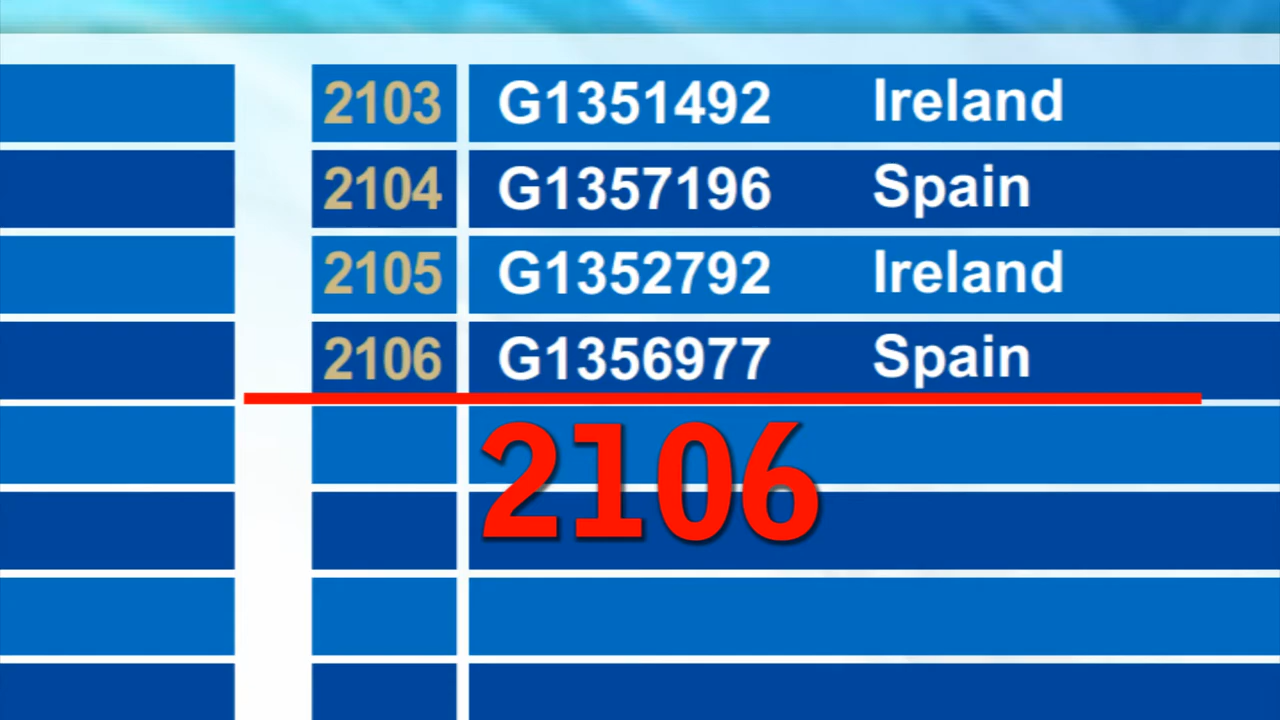 2103 G1351492 Ireland
2104 G1357196 Spain
2105 G1352792 Ireland
2106 G1356977 Spain
2106